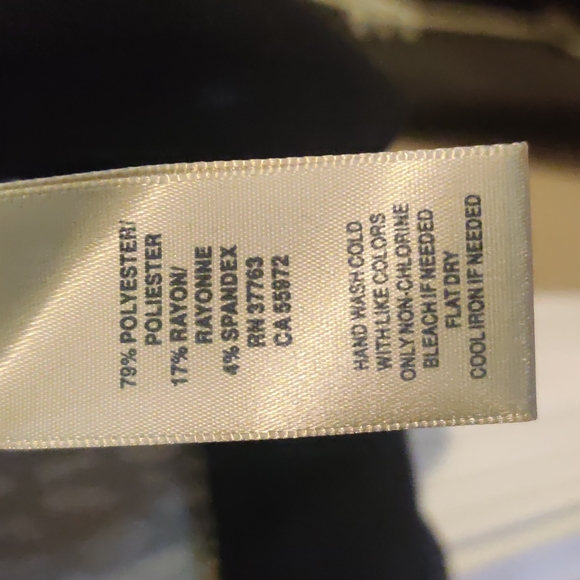 79% POLYESTER/
POLIESTER
17% RAYON/
RAYONNE
4% SPANDEX
RN 37763
CA 55972
HAND WASH COLD
WITH LIKE COLORS
ONLY NON-CHLORINE
BLEACH IF NEEDED
FLAT DRY
COOL IRON IF NEEDED